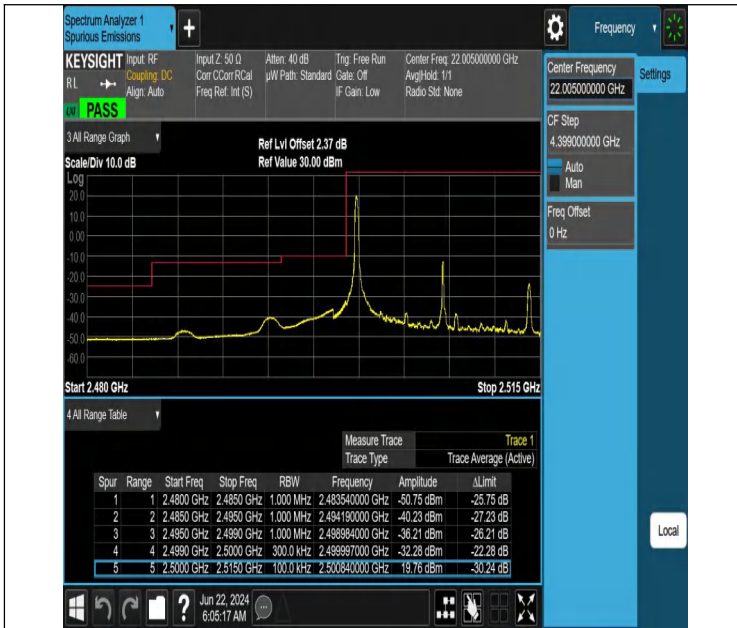 Spectrum Analyzer 1
Spurious Emissions
Frequency
KEYSIGHT Input: RF Input Z: 50 Ω Atten: 40 dB Trig: Free Run Center Freq: 22.005000000 GHz
RL Coupling: DC Corr CCorr RCal µW Path: Standard Gate: Off Avg|Hold: 1/1
Align: Auto Freq Ref: Int (S) IF Gain: Low Radio Std: None
PASS
Center Frequency
22.005000000 GHz
Settings
CF Step
4.399000000 GHz
Auto
Man
Freq Offset
0 Hz
Local
3 All Range Graph
Ref Lvl Offset 2.37 dB
Scale/Div 10.0 dB Ref Value 30.00 dBm
Log
20.0
10.0
0.00
-10.0
-20.0
-30.0
-40.0
-50.0
-60.0
Start 2.480 GHz Stop 2.515 GHz
4 All Range Table
Measure Trace Trace 1
Trace Type Trace Average (Active)
Spur Range Start Freq Stop Freq RBW Frequency Amplitude ΔLimit
1 1 2.4800 GHz 2.4850 GHz 1.000 MHz 2.483540000 GHz -50.75 dBm -25.75 dB
2 2 2.4850 GHz 2.4950 GHz 1.000 MHz 2.494190000 GHz -40.23 dBm -27.23 dB
3 3 2.4950 GHz 2.4990 GHz 1.000 MHz 2.498984000 GHz -36.21 dBm -26.21 dB
4 4 2.4990 GHz 2.5000 GHz 300.0 kHz 2.499997000 GHz -32.28 dBm -22.28 dB
5 5 2.5000 GHz 2.5150 GHz 100.0 kHz 2.500840000 GHz 19.76 dBm -30.24 dB
Jun 22, 2024
6:05:17 AM